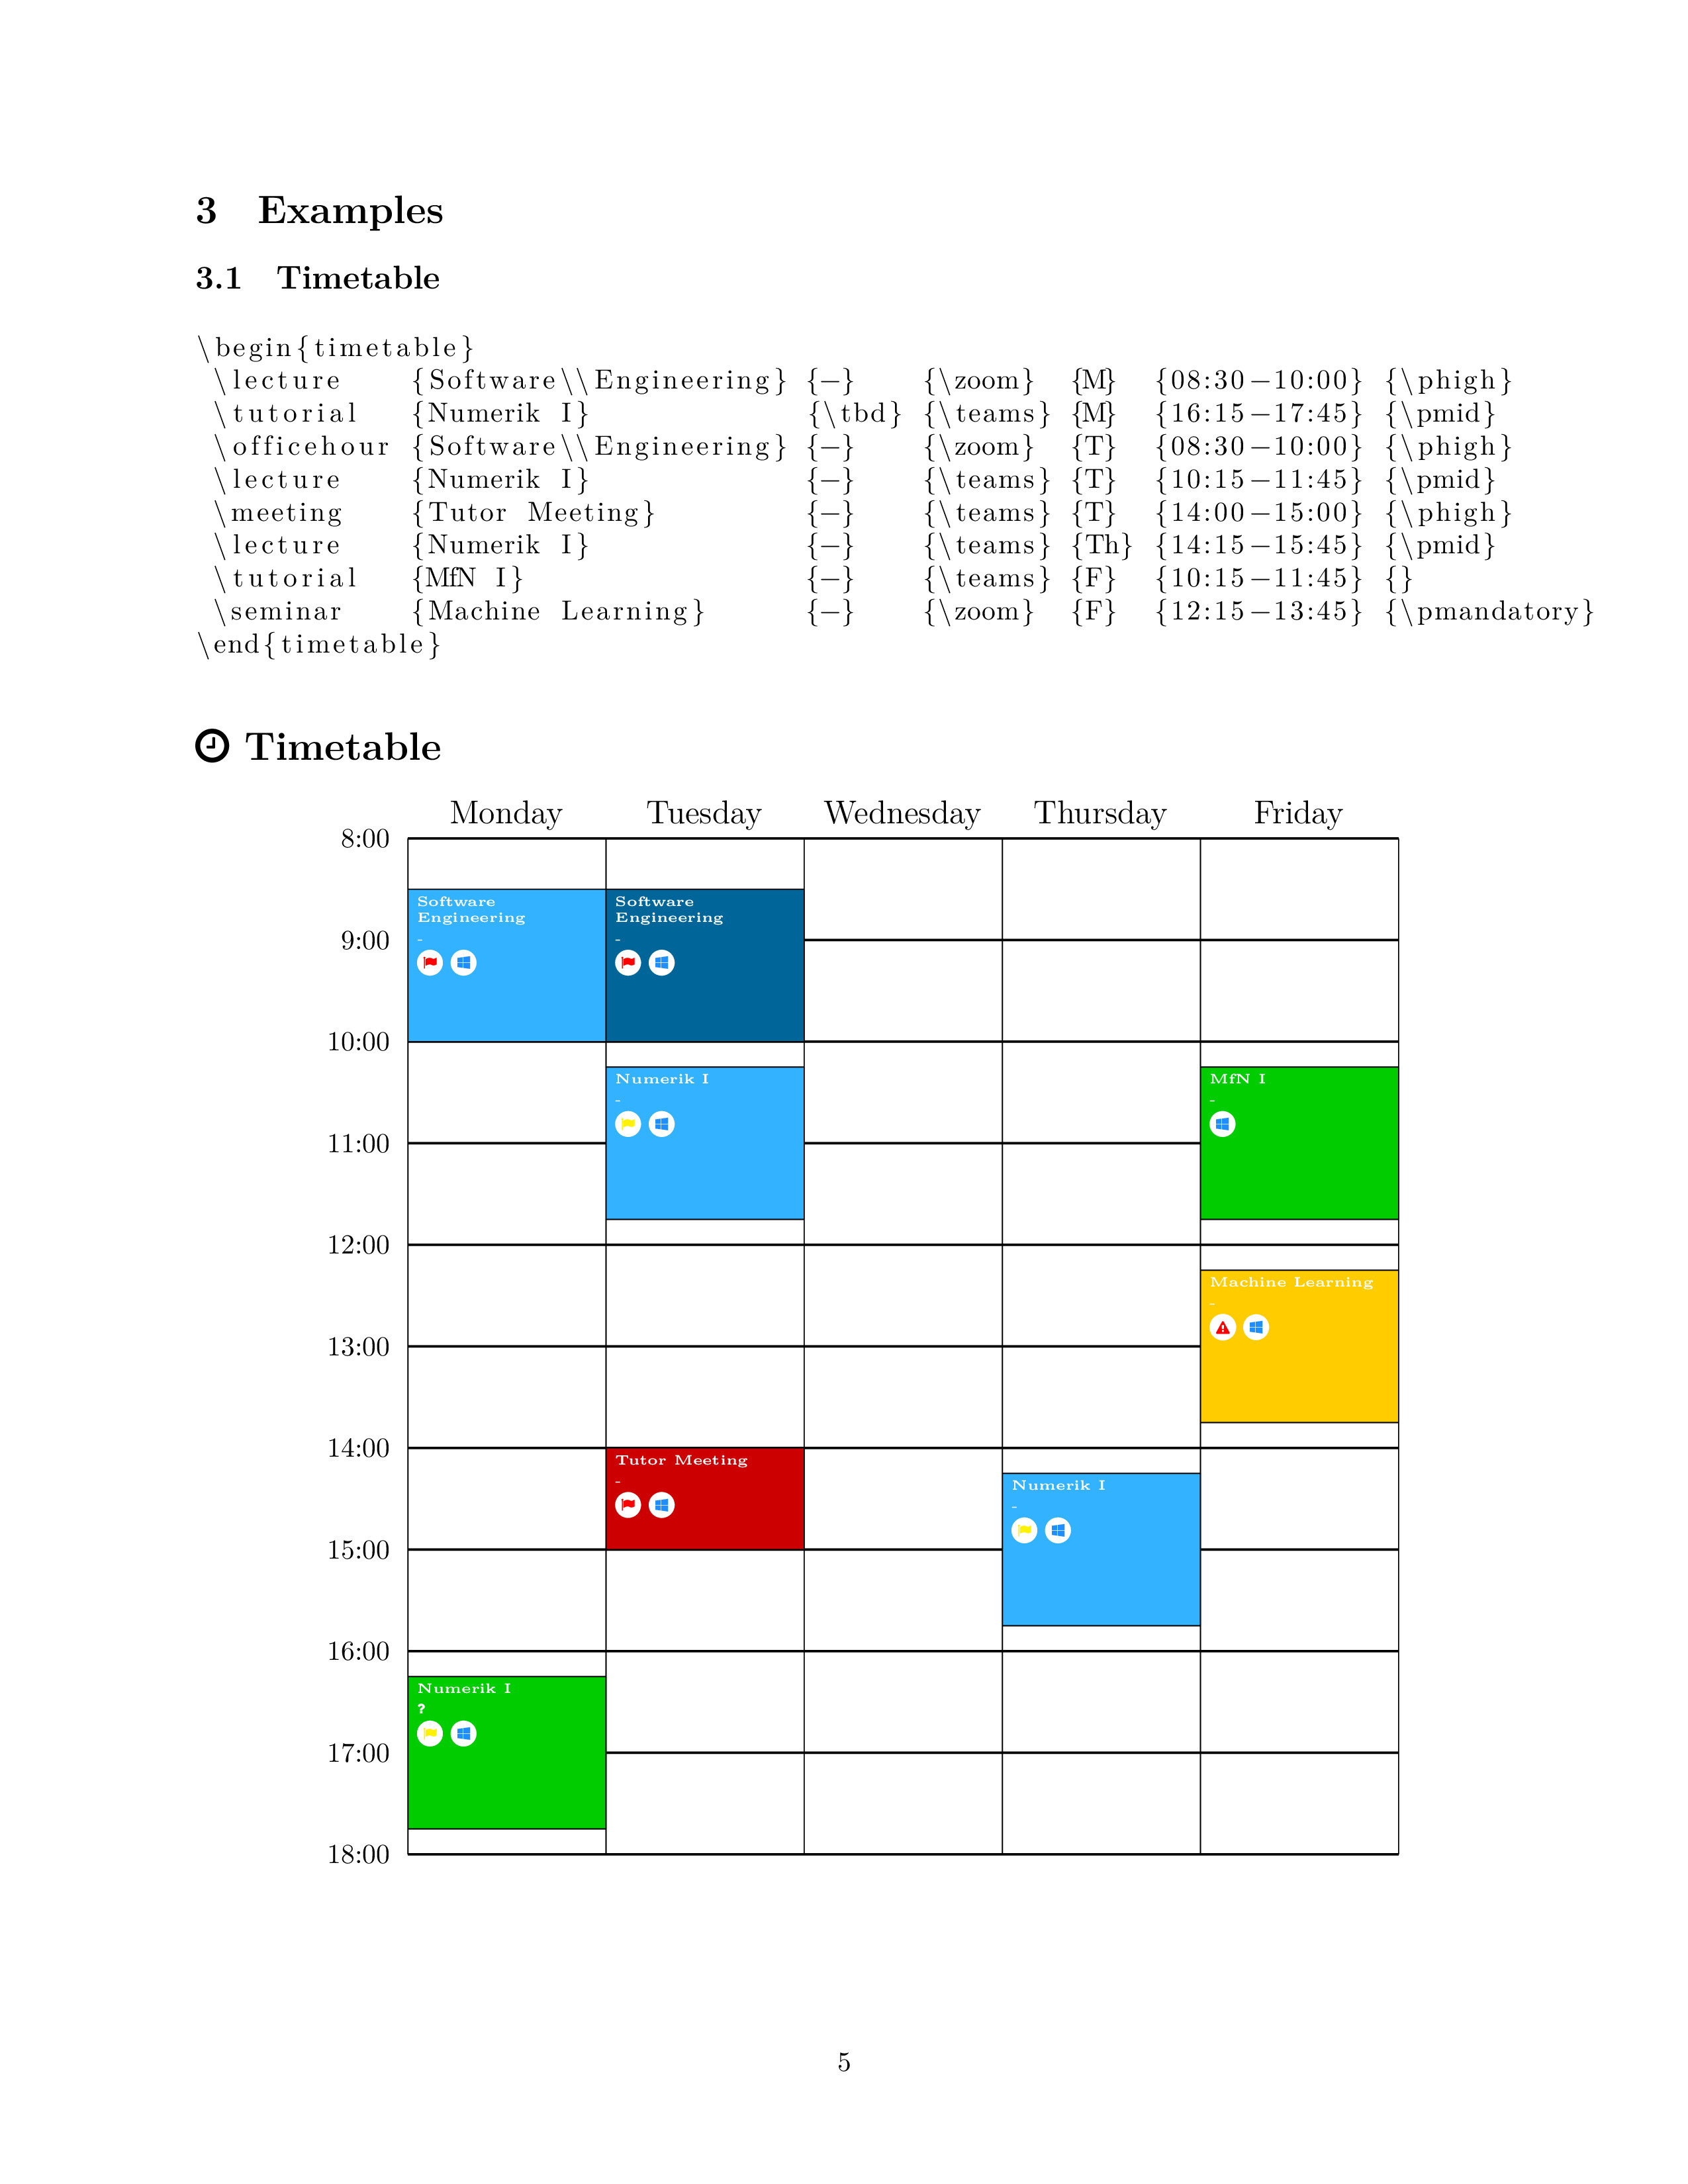 3 Examples
3.1 Timetable
\begin{timetable}
\lecture {Software\\Engineering} {−} {\zoom} {M} {08:30−10:00} {\phigh}
\tutorial {Numerik I} {\tbd} {\teams} {M} {16:15−17:45} {\pmid}
\officehour {Software\\Engineering} {−} {\zoom} {T} {08:30−10:00} {\phigh}
\lecture {Numerik I} {−} {\teams} {T} {10:15−11:45} {\pmid}
\meeting {Tutor Meeting} {−} {\teams} {T} {14:00−15:00} {\phigh}
\lecture {Numerik I} {−} {\teams} {Th} {14:15−15:45} {\pmid}
\tutorial {MfN I} {−} {\teams} {F} {10:15−11:45} {}
\seminar {Machine Learning} {−} {\zoom} {F} {12:15−13:45} {\pmandatory}
\end{timetable}
Timetable
Monday Tuesday Wednesday Thursday Friday
8:00
Software Software
Engineering Engineering
- -
9:00
10:00
Numerik I MfN I
- -
11:00
12:00
Machine Learning
-
13:00
14:00
Tutor Meeting
-
Numerik I
-
15:00
16:00
Numerik I
?
17:00
18:00
5